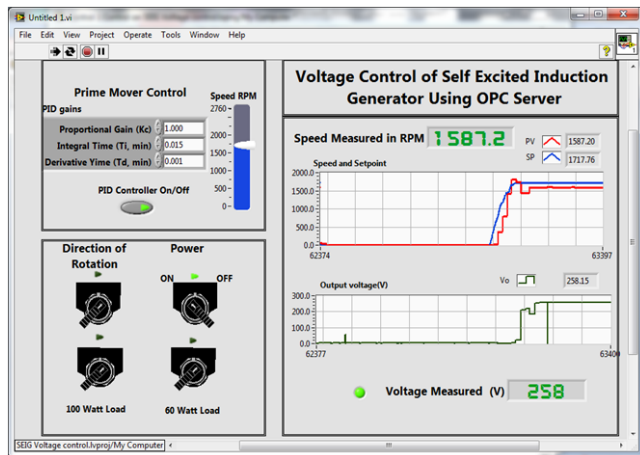 Untitled 1.vi
File Edit View Project Operate Tools Window Help
Prime Mover Control
PID gains
Proportional Gain (Kc) 1.000
Integral Time (Ti, min) 0.015
Derivative Yime (Td, min) 0.001
PID Controller On/Off
Speed RPM
2760
2000
1500
1000
500
0
Direction of
Rotation
Power
ON OFF
100 Watt Load
60 Watt Load
Voltage Control of Self Excited Induction
Generator Using OPC Server
Speed Measured in RPM 1587.2
PV 1587.20
SP 1717.76
Speed and Setpoint
2000.0
1500.0
1000.0
500.0
0.0
62374 63397
Vo 258.15
Output voltage(V)
300.0
200.0
100.0
0.0
62377 63400
Voltage Measured (V) 258
SEIG Voltage control.lvproj/My Computer